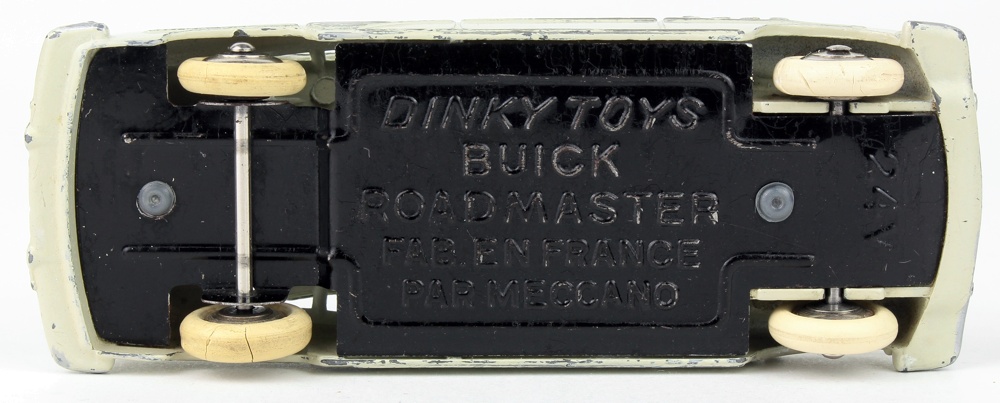 DINKY TOYS
BUICK
ROADMASTER
FAB. EN FRANCE
PAR MECCANO
24V